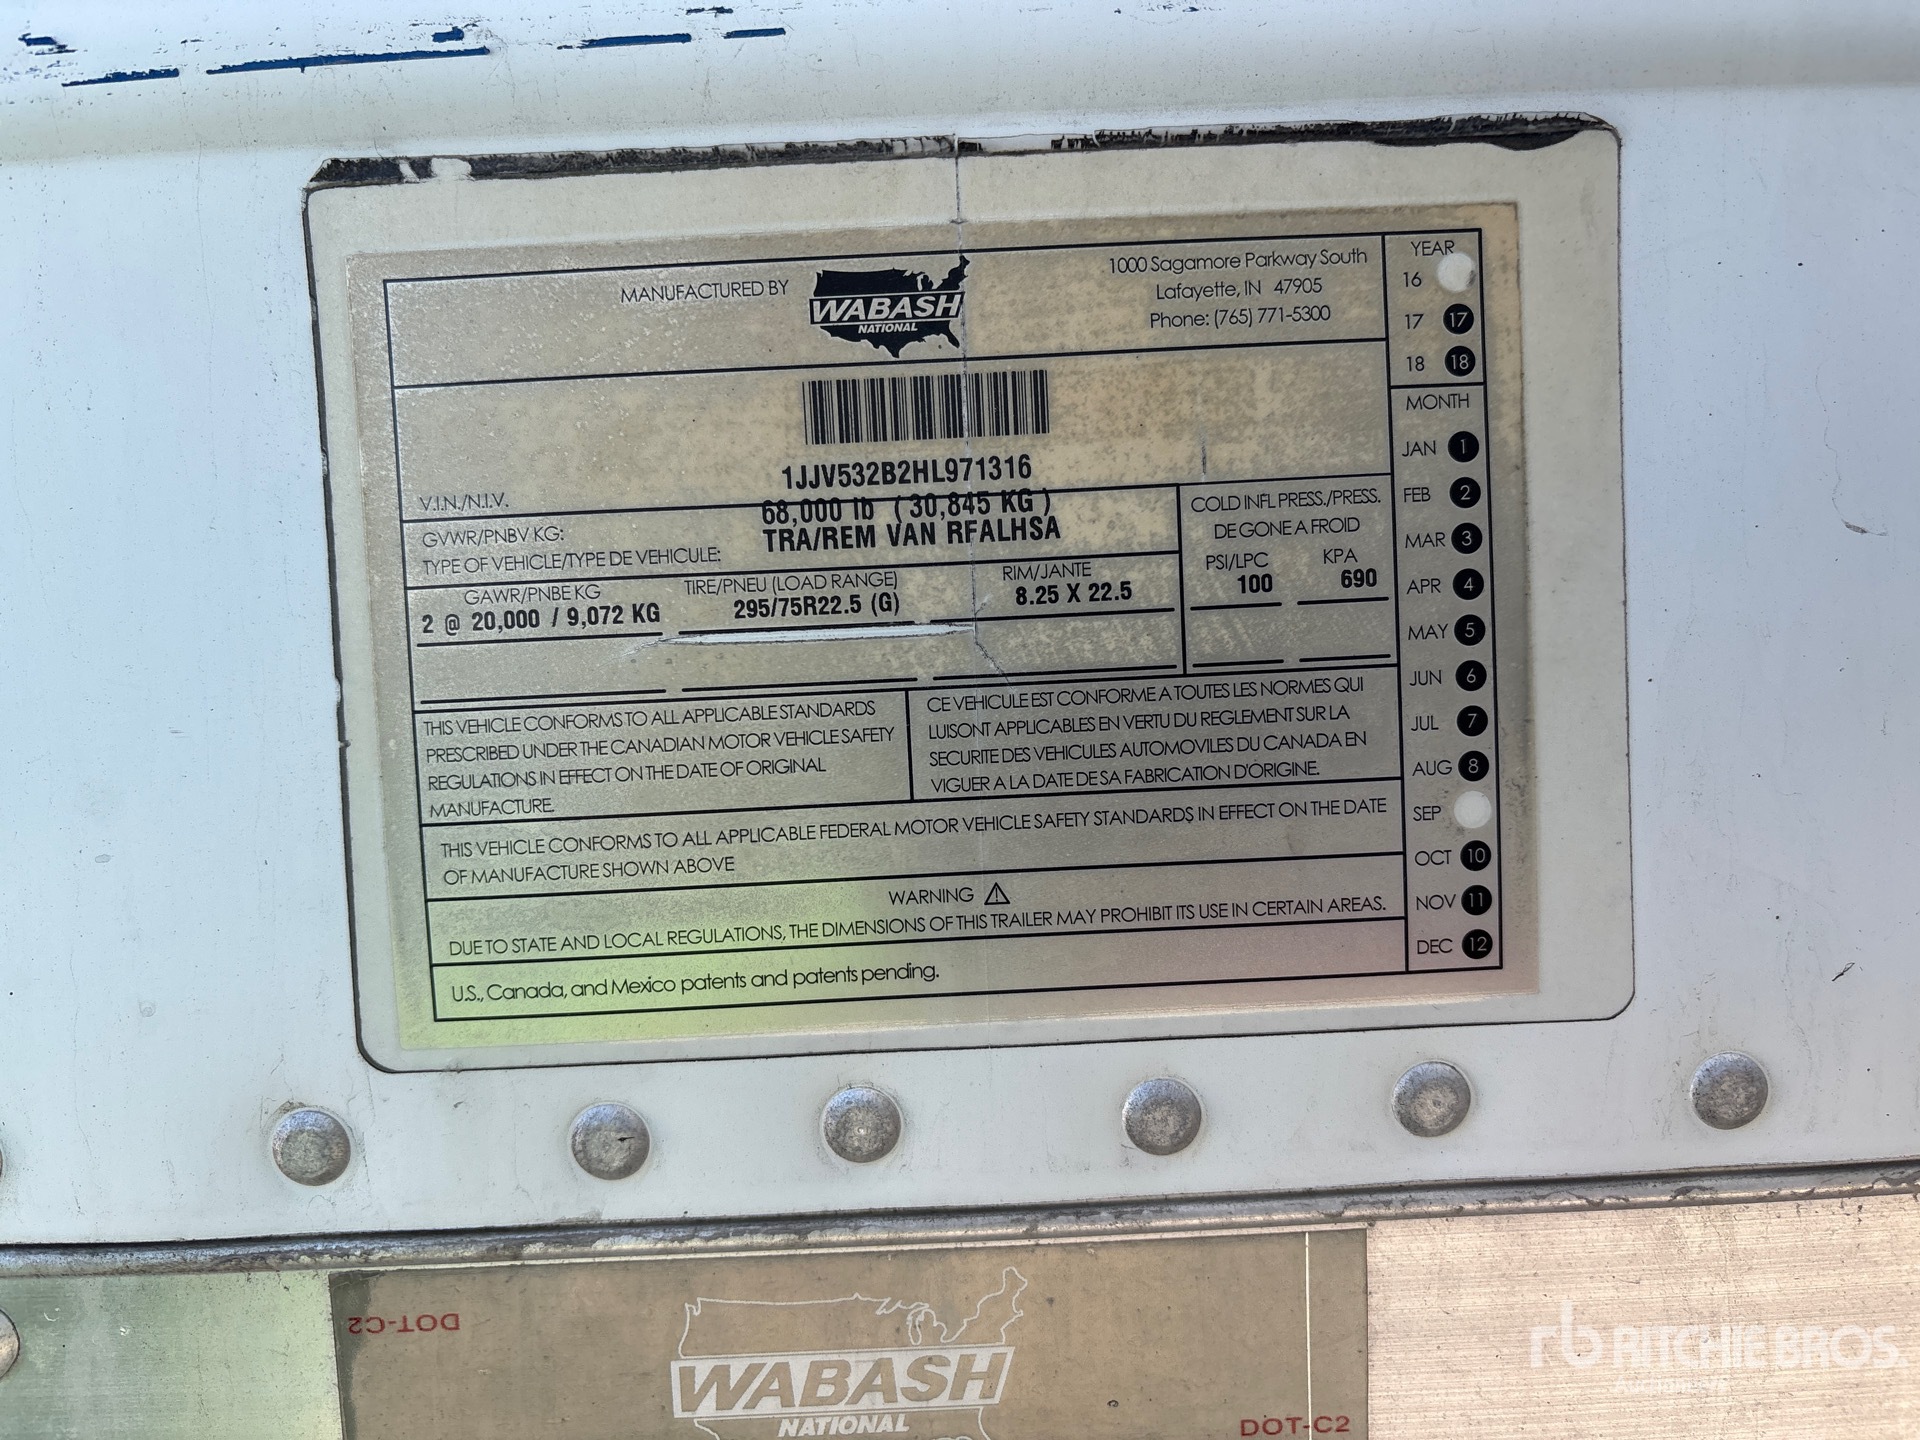 MANUFACTURED BY
WABASH
NATIONAL
1000 Sagamore Parkway South
Lafayette, IN 47905
Phone: (765) 771-5300
YEAR
16
17 17
18 18
MONTH
JAN 1
FEB 2
MAR 3
APR 4
MAY 5
JUN 6
JUL 7
AUG 8
SEP
OCT 10
NOV 11
DEC 12
V.I.N./N.I.V.
1JJV532B2HL971316
GVWR/PNBV KG:
68,000 lb ( 30,845 KG )
TYPE OF VEHICLE/TYPE DE VEHICULE:
TRA/REM VAN RFALHSA
COLD INFL PRESS./PRESS.
DE GONE A FROID
PSI/LPC KPA
100 690
GAWR/PNBE KG TIRE/PNEU (LOAD RANGE) RIM/JANTE
2 @ 20,000 / 9,072 KG 295/75R22.5 (G) 8.25 X 22.5
THIS VEHICLE CONFORMS TO ALL APPLICABLE STANDARDS
PRESCRIBED UNDER THE CANADIAN MOTOR VEHICLE SAFETY
REGULATIONS IN EFFECT ON THE DATE OF ORIGINAL
MANUFACTURE.
CE VEHICULE EST CONFORME A TOUTES LES NORMES QUI
LUISONT APPLICABLES EN VERTU DU REGLEMENT SUR LA
SECURITE DES VEHICULES AUTOMOVILES DU CANADA EN
VIGUER A LA DATE DE SA FABRICATION D'ORIGINE.
THIS VEHICLE CONFORMS TO ALL APPLICABLE FEDERAL MOTOR VEHICLE SAFETY STANDARDS IN EFFECT ON THE DATE
OF MANUFACTURE SHOWN ABOVE
WARNING
DUE TO STATE AND LOCAL REGULATIONS, THE DIMENSIONS OF THIS TRAILER MAY PROHIBIT ITS USE IN CERTAIN AREAS.
U.S., Canada, and Mexico patents and patents pending.
DOT-C2
WABASH
NATIONAL
DOT-C2
rb RITCHIE BROS.
Auctioneers